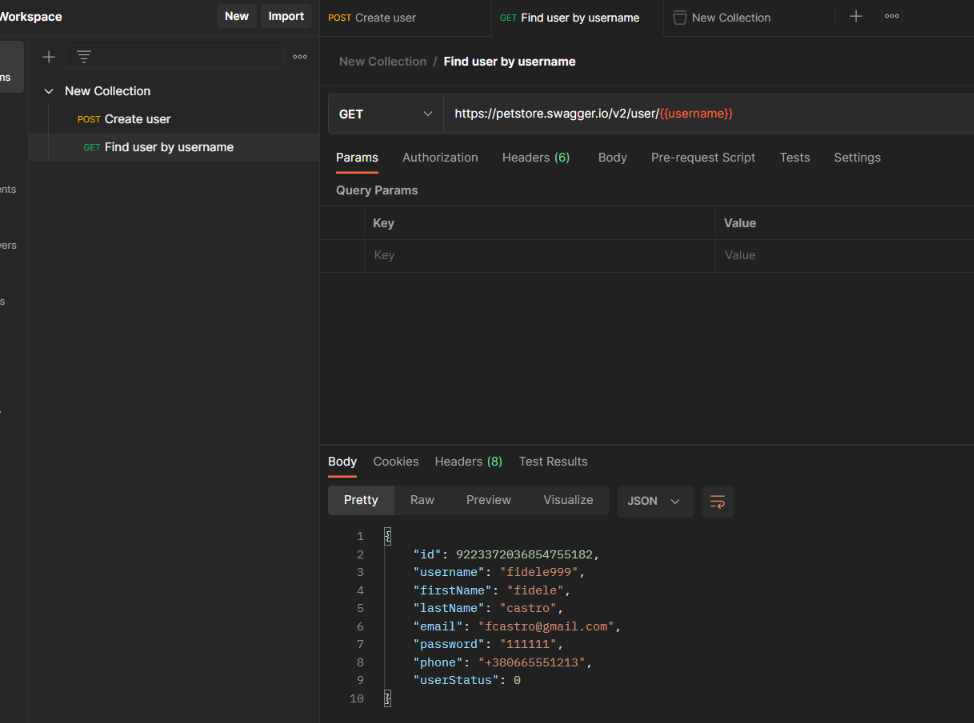 Workspace
New Import
POST Create user
GET Find user by username
New Collection
ms
ents
vers
s
New Collection
POST Create user
GET Find user by username
New Collection / Find user by username
GET https://petstore.swagger.io/v2/user/{{username}}
Params Authorization Headers (6) Body Pre-request Script Tests Settings
Query Params
Key Value
Key Value
Body Cookies Headers (8) Test Results
Pretty Raw Preview Visualize JSON
1 {
2 "id": 9223372036854755182,
3 "username": "fidele999",
4 "firstName": "fidele",
5 "lastName": "castro",
6 "email": "fcastro@gmail.com",
7 "password": "111111",
8 "phone": "+380665551213",
9 "userStatus": 0
10 }